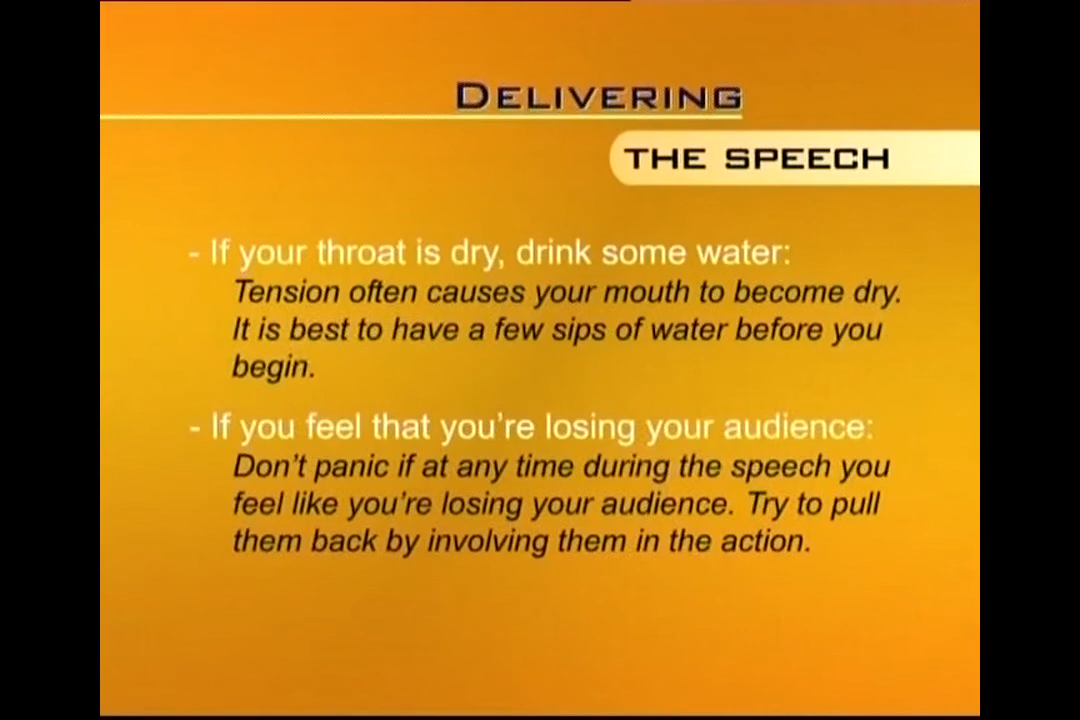 DELIVERING
THE SPEECH
- If your throat is dry, drink some water:
Tension often causes your mouth to become dry.
It is best to have a few sips of water before you
begin.
- If you feel that you’re losing your audience:
Don’t panic if at any time during the speech you
feel like you’re losing your audience. Try to pull
them back by involving them in the action.